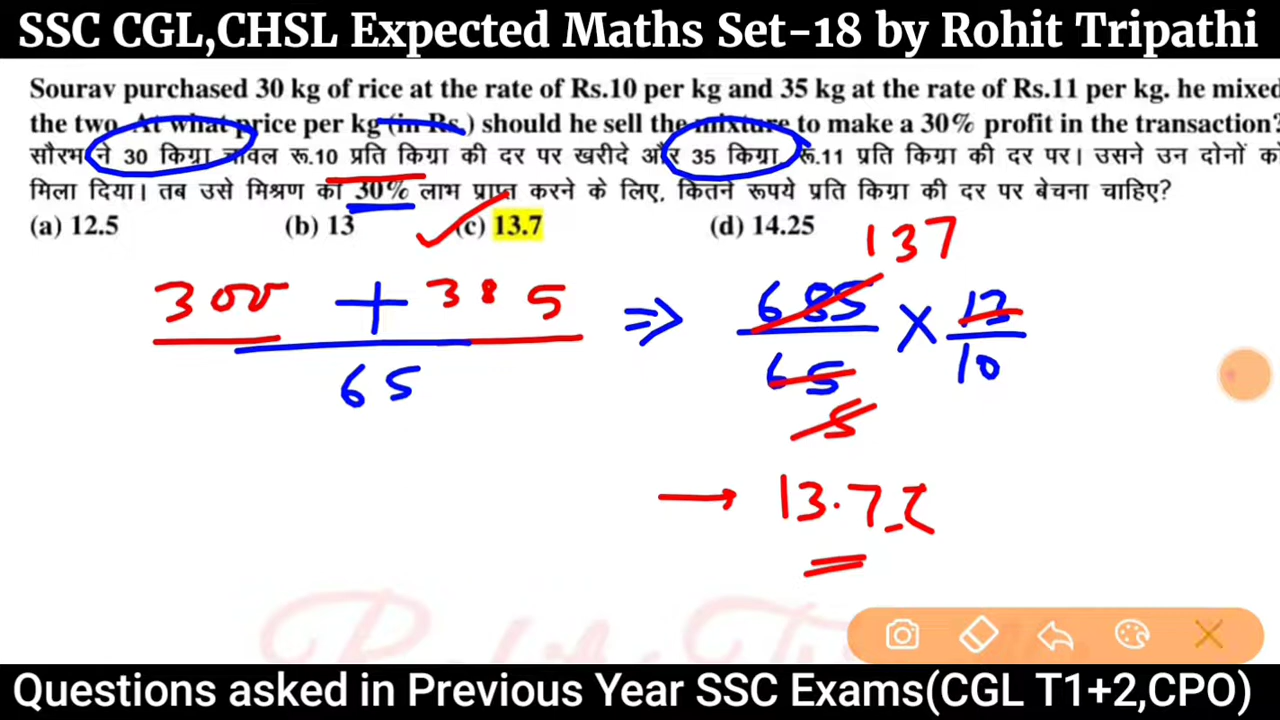 SSC CGL,CHSL Expected Maths Set-18 by Rohit Tripathi
Sourav purchased 30 kg of rice at the rate of Rs.10 per kg and 35 kg at the rate of Rs.11 per kg. he mixed
the two. At what price per kg (in Rs.) should he sell the mixture to make a 30% profit in the transaction?
सौरभ ने 30 किग्रा चावल रू.10 प्रति किग्रा की दर पर खरीदे और 35 किग्रा रू.11 प्रति किग्रा की दर पर। उसने उन दोनों को
मिला दिया। तब उसे मिश्रण का 30% लाभ प्राप्त करने के लिए, कितने रूपये प्रति किग्रा की दर पर बेचना चाहिए?
(a) 12.5 (b) 13 (c) 13.7 (d) 14.25
137
300 + 385 ⇒ 685 × 13
65 65 10
5
→ 13.7
Questions asked in Previous Year SSC Exams(CGL T1+2,CPO)